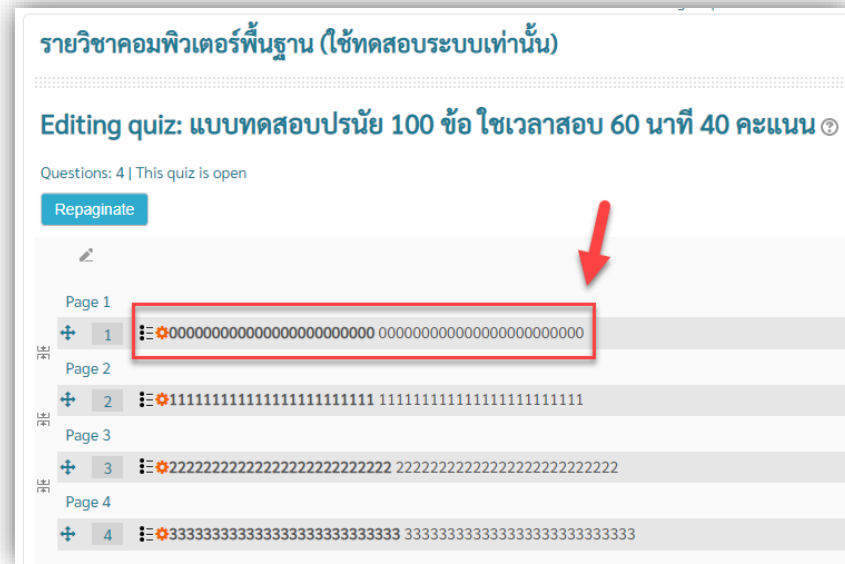 รายวิชาคอมพิวเตอร์พื้นฐาน (ใช้ทดสอบระบบเท่านั้น)
Editing quiz: แบบทดสอบปรนัย 100 ข้อ ใชเวลาสอบ 60 นาที 40 คะแนน
Questions: 4 | This quiz is open
Repaginate
Page 1
1 000000000000000000000000 000000000000000000000000
Page 2
2 111111111111111111111111 111111111111111111111111
Page 3
3 22222222222222222222222222 22222222222222222222222222
Page 4
4 333333333333333333333333333 333333333333333333333333333